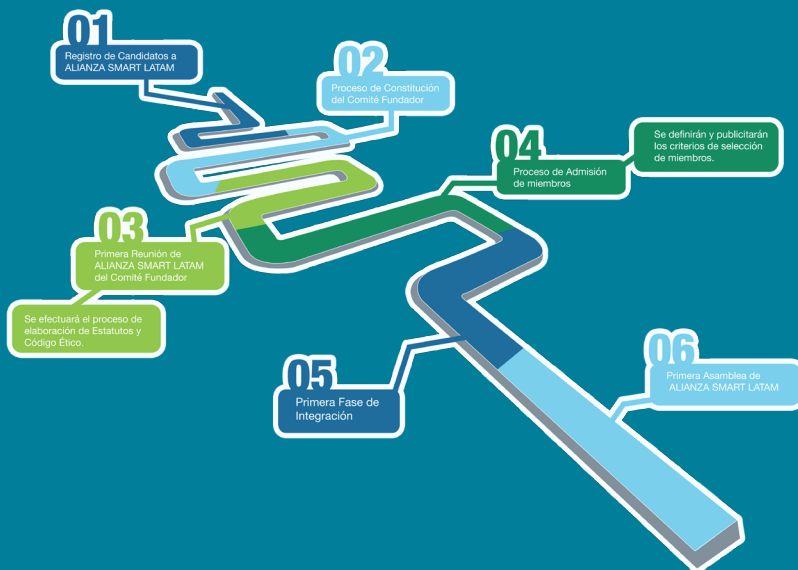 01
Registro de Candidatos a
ALIANZA SMART LATAM
02
Proceso de Constitución
del Comité Fundador
03
Primera Reunión de
ALIANZA SMART LATAM
del Comité Fundador
Se efectuará el proceso de
elaboración de Estatutos y
Código Ético.
04
Proceso de Admisión
de miembros
Se definirán y publicitarán
los criterios de selección
de miembros.
05
Primera Fase de
Integración
06
Primera Asamblea de
ALIANZA SMART LATAM